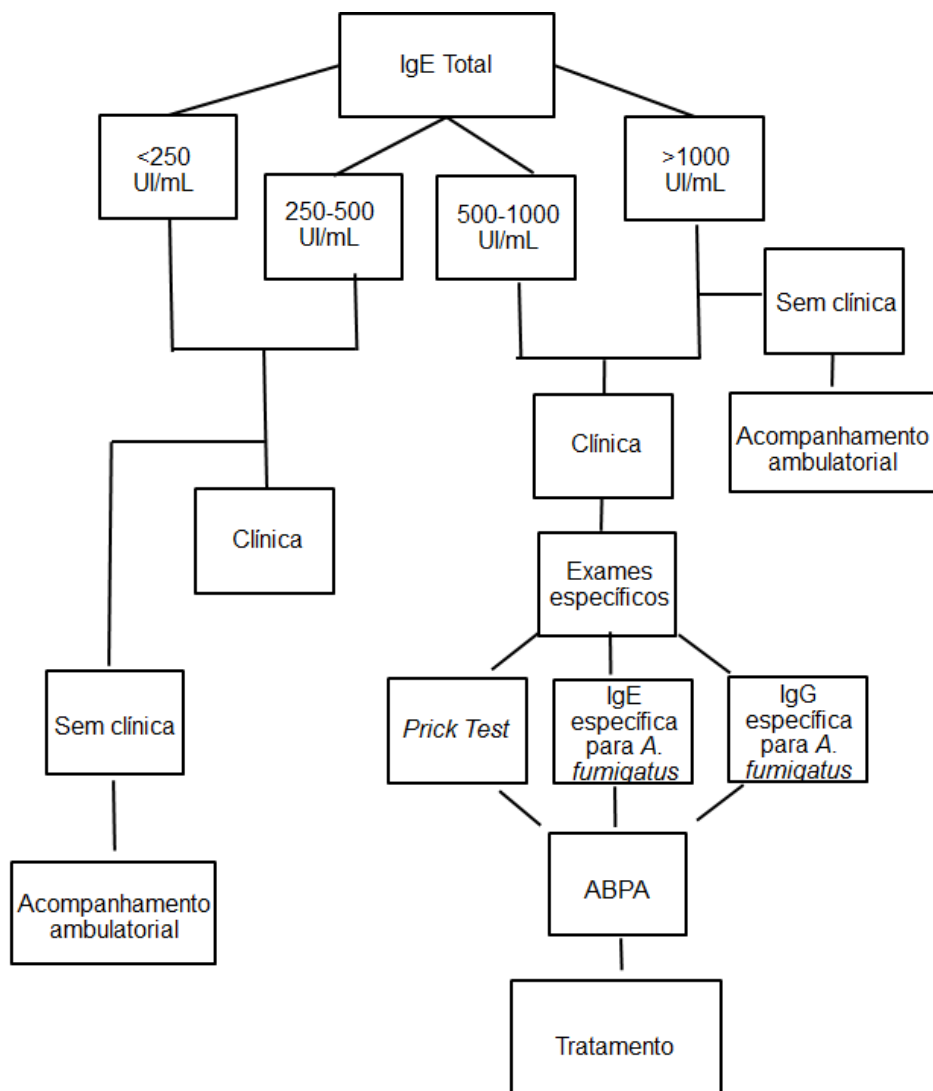 IgE Total
<250
UI/mL
250-500
UI/mL
500-1000
UI/mL
>1000
UI/mL
Sem clínica
Acompanhamento
ambulatorial
Clínica
Clínica
Exames
específicos
Sem clínica
Prick Test
IgE
específica
para A.
fumigatus
IgG
específica
para A.
fumigatus
Acompanhamento
ambulatorial
ABPA
Tratamento